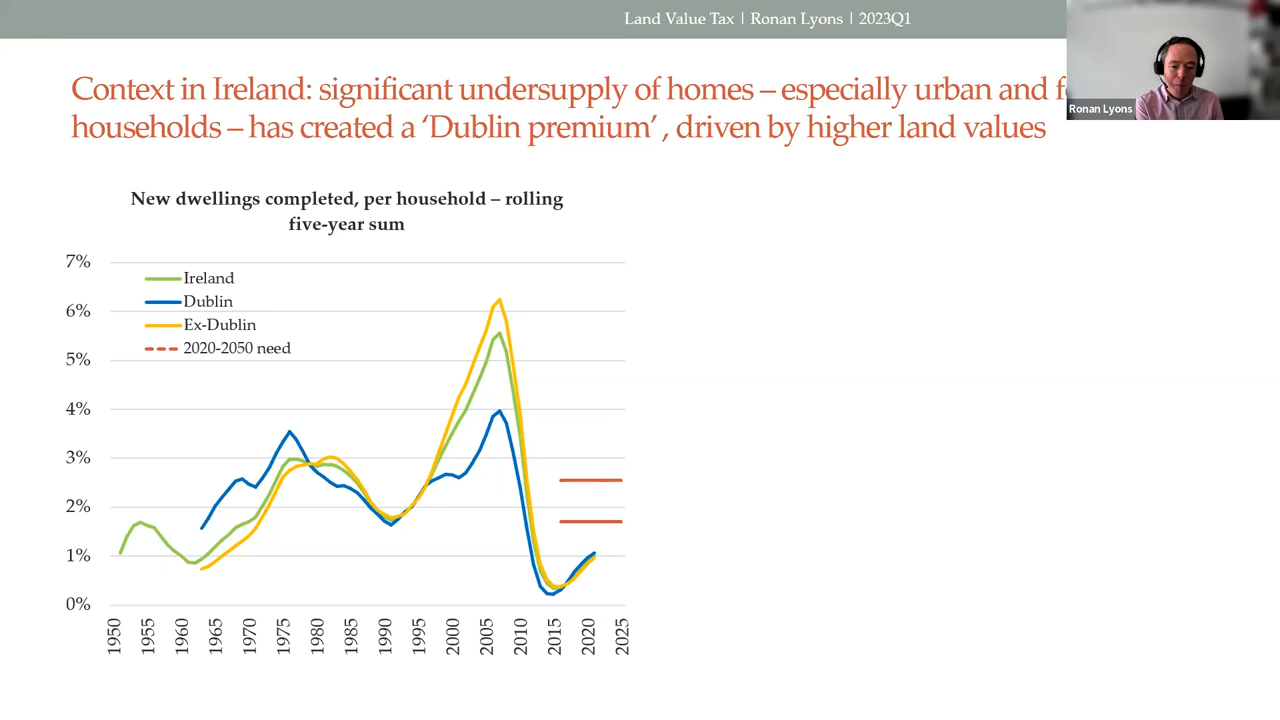 Land Value Tax | Ronan Lyons | 2023Q1
Context in Ireland: significant undersupply of homes – especially urban and f
households – has created a ‘Dublin premium’ , driven by higher land values
Ronan Lyons
New dwellings completed, per household – rolling
five-year sum
7%
6%
5%
4%
3%
2%
1%
0%
Ireland
Dublin
Ex-Dublin
2020-2050 need
1950
1955
1960
1965
1970
1975
1980
1985
1990
1995
2000
2005
2010
2015
2020
2025